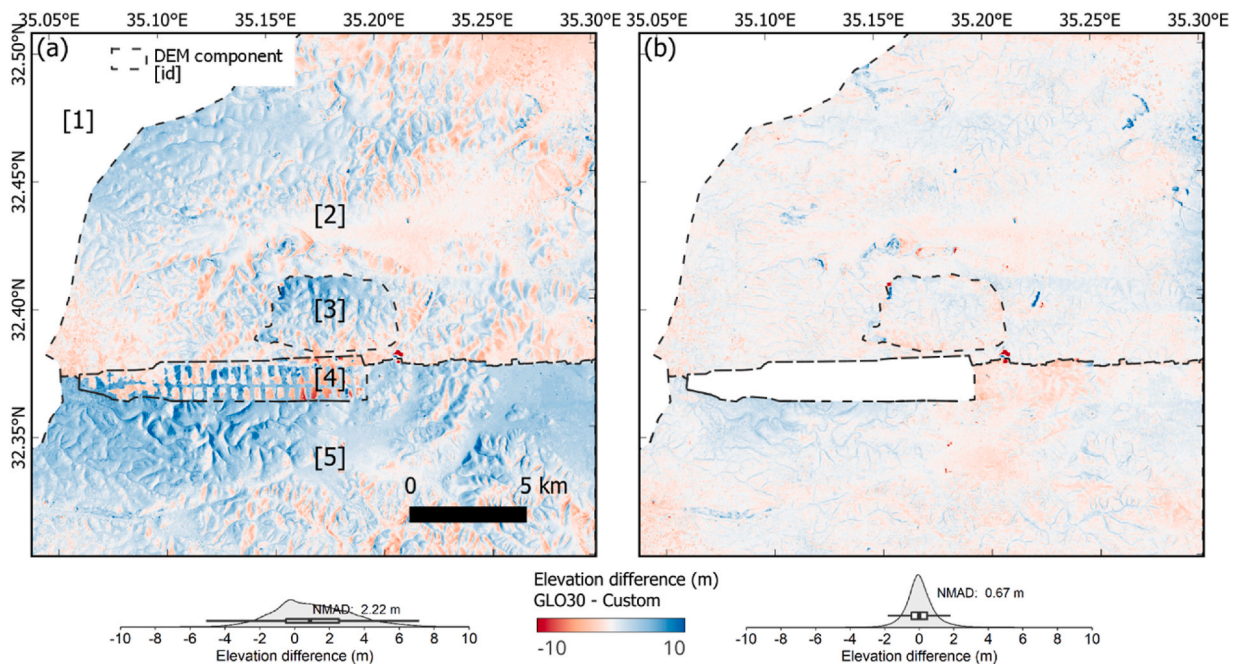 35.05°E 35.10°E 35.15°E 35.20°E 35.25°E 35.30°E
35.05°E 35.10°E 35.15°E 35.20°E 35.25°E 35.30°E
32.50°N
32.45°N
32.40°N
32.35°N
(a)
DEM component
[id]
[1]
[2]
[3]
[4]
[5]
0 5 km
(b)
NMAD: 2.22 m
-10 -8 -6 -4 -2 0 2 4 6 8 10
Elevation difference (m)
Elevation difference (m)
GLO30 - Custom
-10 10
NMAD: 0.67 m
-10 -8 -6 -4 -2 0 2 4 6 8 10
Elevation difference (m)